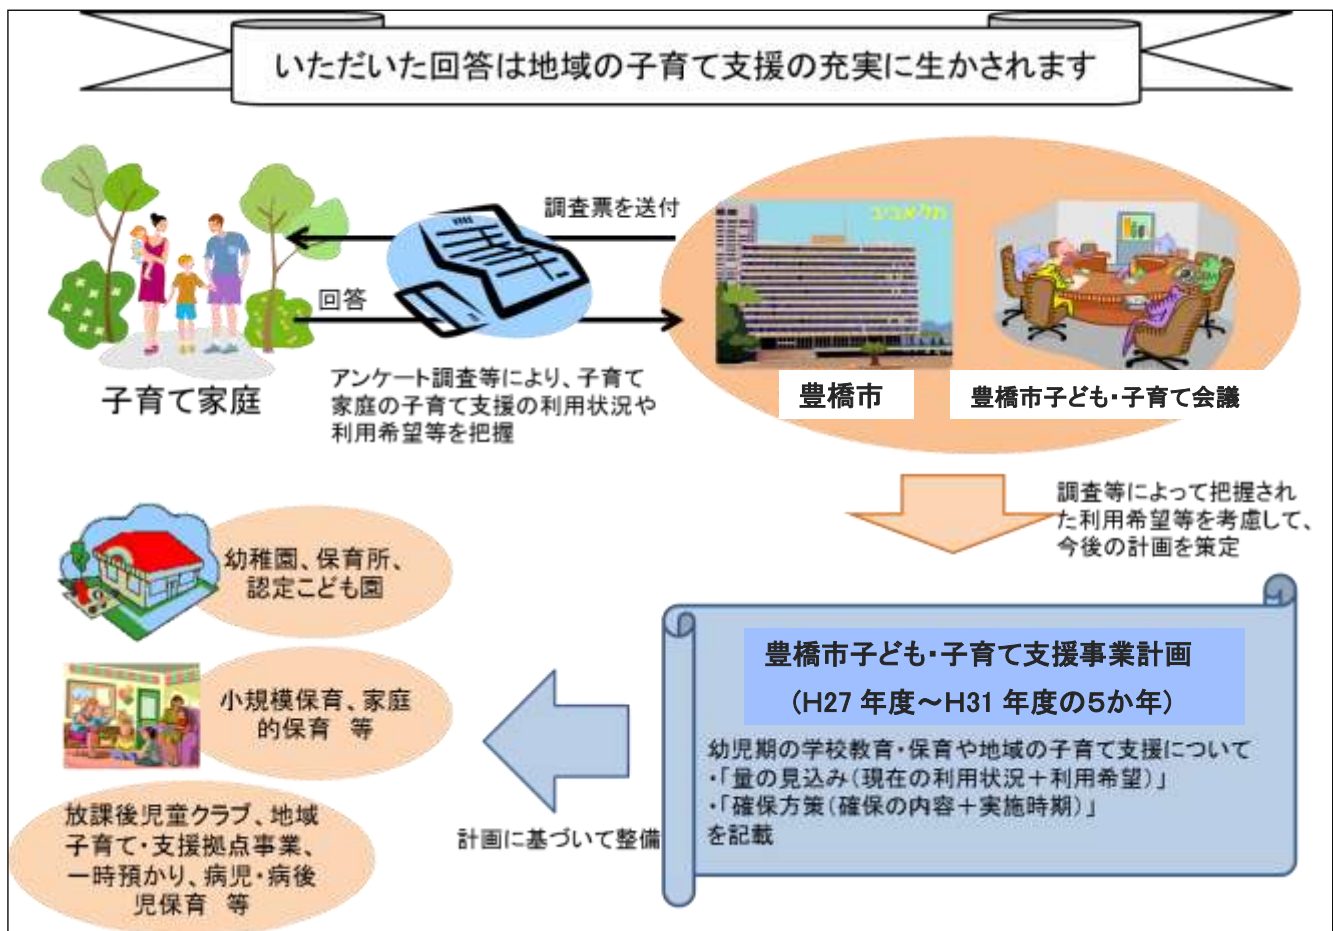 いただいた回答は地域の子育て支援の充実に生かされます
調査票を送付
回答
子育て家庭
アンケート調査等により、子育て
家庭の子育て支援の利用状況や
利用希望等を把握
תל־אביב
豊橋市
豊橋市子ども・子育て会議
調査等によって把握され
た利用希望等を考慮して、
今後の計画を策定
豊橋市子ども・子育て支援事業計画
（H27 年度～H31 年度の５か年）
幼児期の学校教育・保育や地域の子育て支援について
・「量の見込み（現在の利用状況＋利用希望）」
・「確保方策（確保の内容＋実施時期）」
を記載
計画に基づいて整備
幼稚園、保育所、
認定こども園
小規模保育、家庭
的保育　等
放課後児童クラブ、地域
子育て・支援拠点事業、
一時預かり、病児・病後
児保育　等